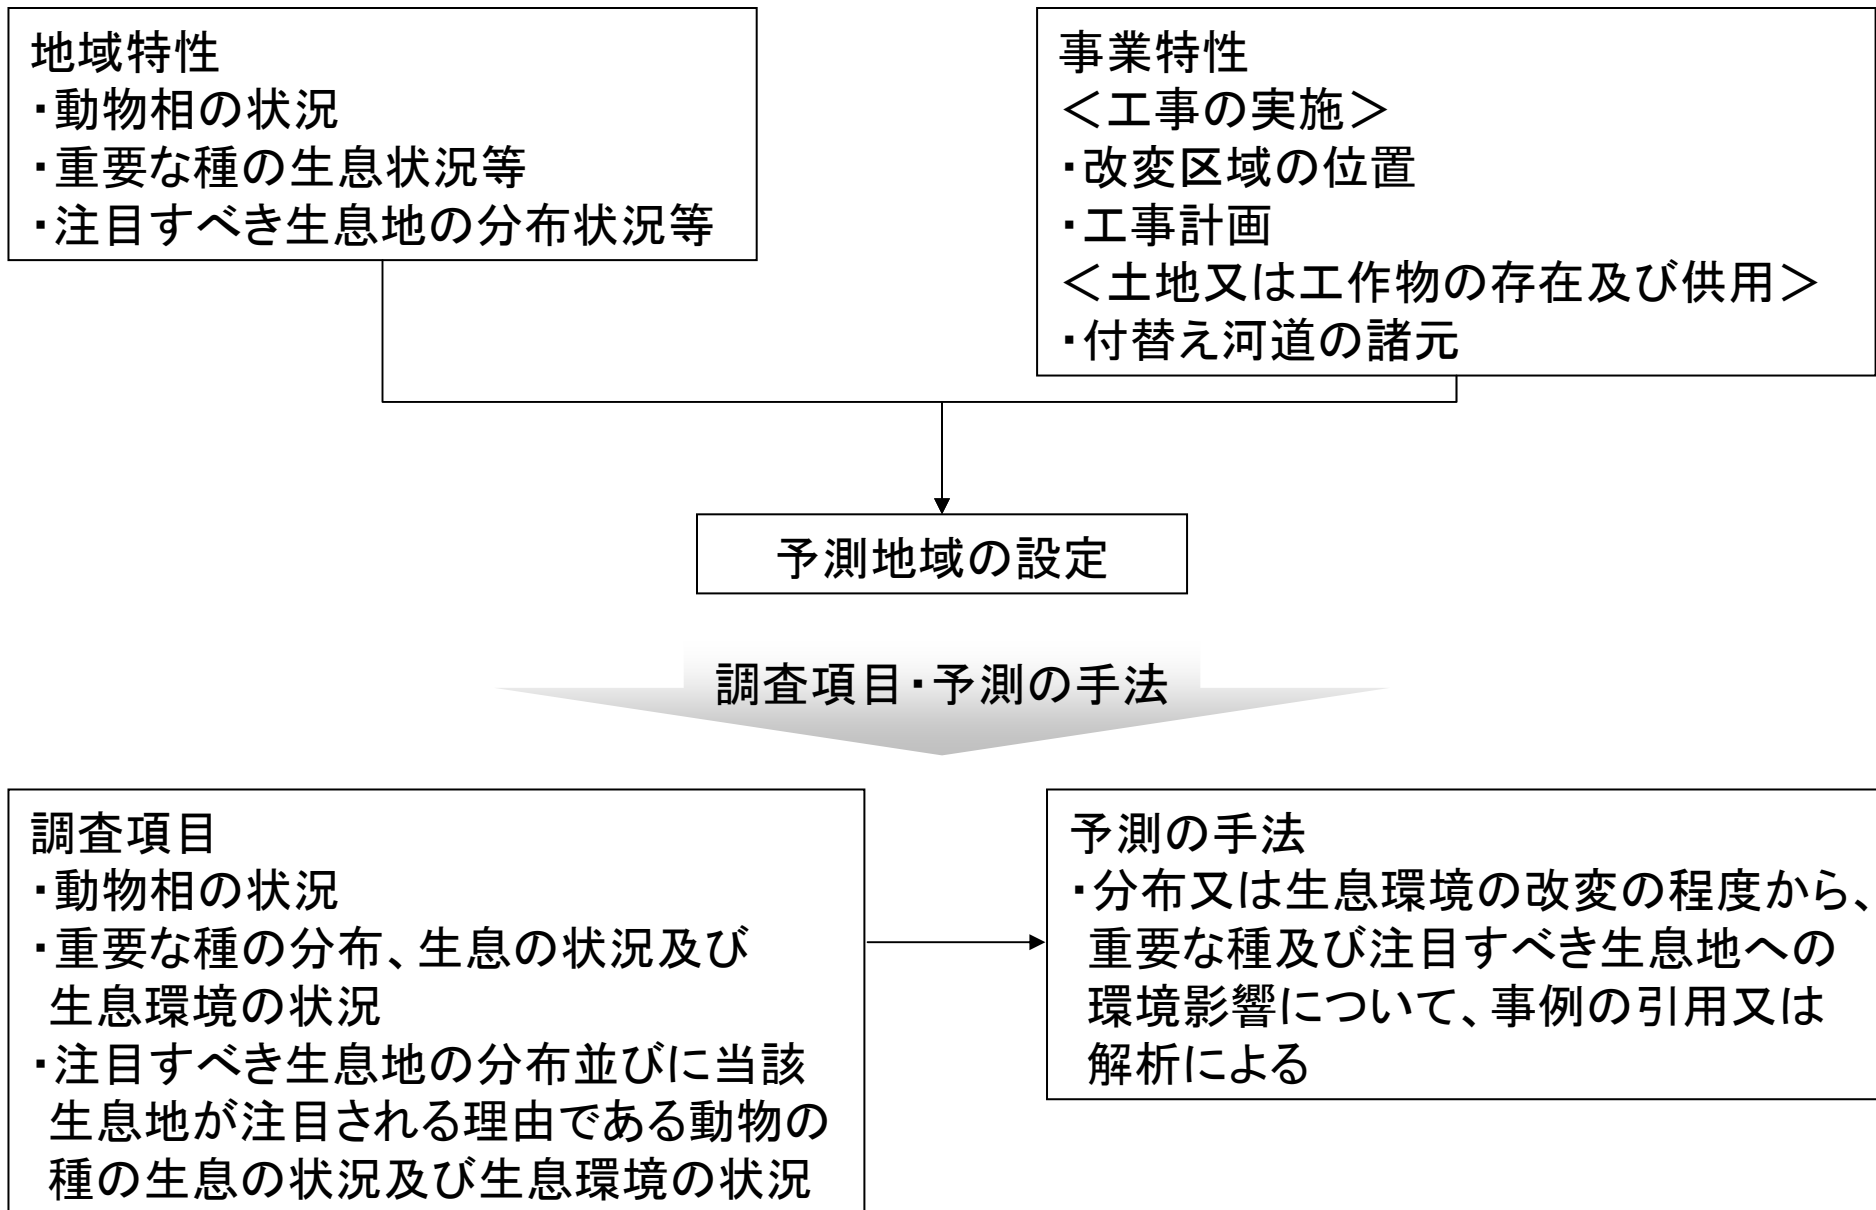 地域特性
・動物相の状況
・重要な種の生息状況等
・注目すべき生息地の分布状況等
事業特性
＜工事の実施＞
・改変区域の位置
・工事計画
＜土地又は工作物の存在及び供用＞
・付替え河道の諸元
予測地域の設定
調査項目・予測の手法
調査項目
・動物相の状況
・重要な種の分布、生息の状況及び
生息環境の状況
・注目すべき生息地の分布並びに当該
生息地が注目される理由である動物の
種の生息の状況及び生息環境の状況
予測の手法
・分布又は生息環境の改変の程度から、
重要な種及び注目すべき生息地への
環境影響について、事例の引用又は
解析による